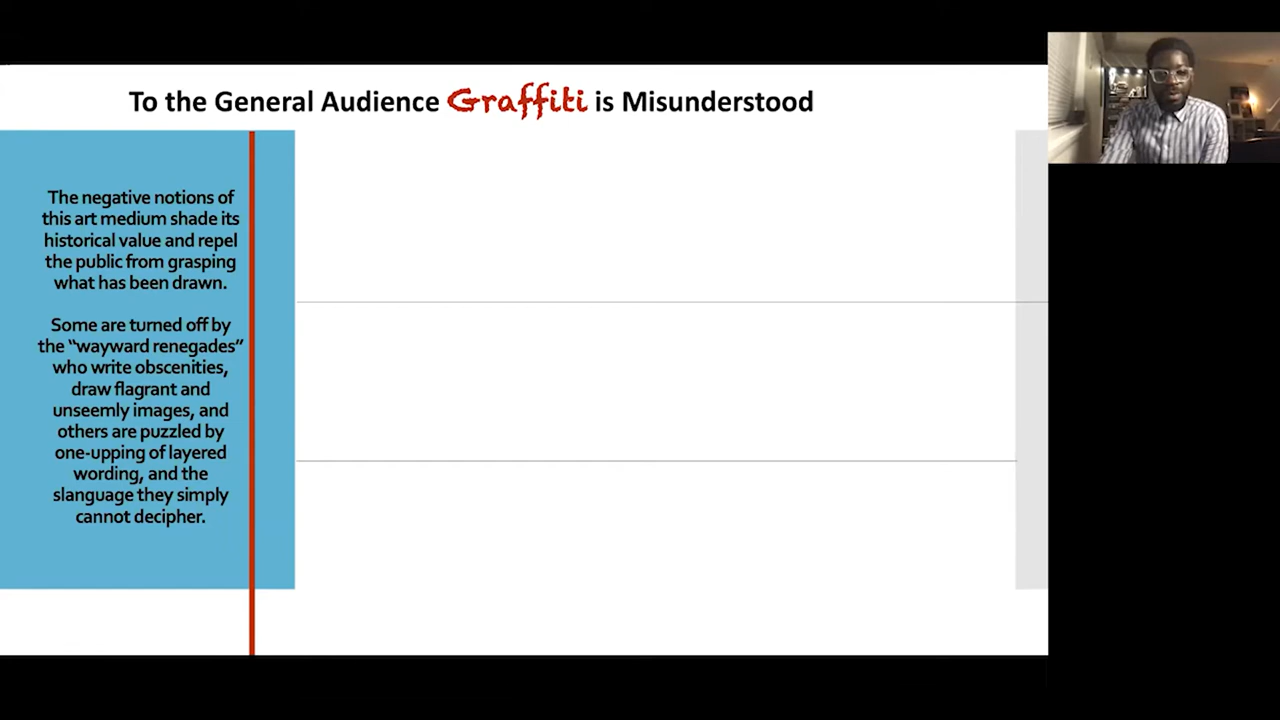 To the General Audience Graffiti is Misunderstood
The negative notions of
this art medium shade its
historical value and repel
the public from grasping
what has been drawn.
Some are turned off by
the “wayward renegades”
who write obscenities,
draw flagrant and
unseemly images, and
others are puzzled by
one-upping of layered
wording, and the
slanguage they simply
cannot decipher.